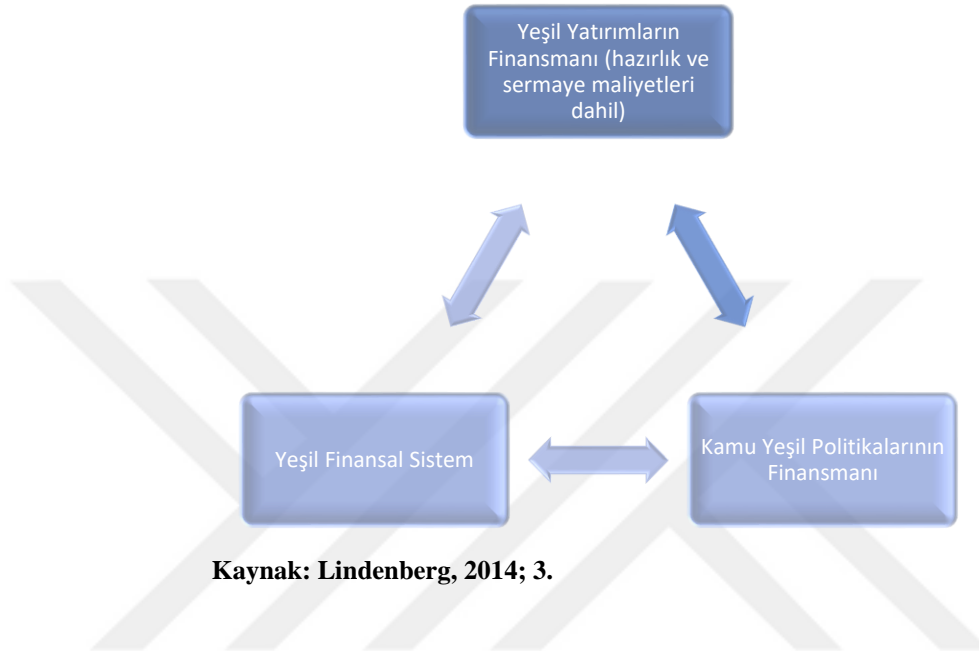 Yeşil Yatırımların
Finansmanı (hazırlık ve
sermaye maliyetleri
dahil)
Yeşil Finansal Sistem
Kamu Yeşil Politikalarının
Finansmanı
Kaynak: Lindenberg, 2014; 3.